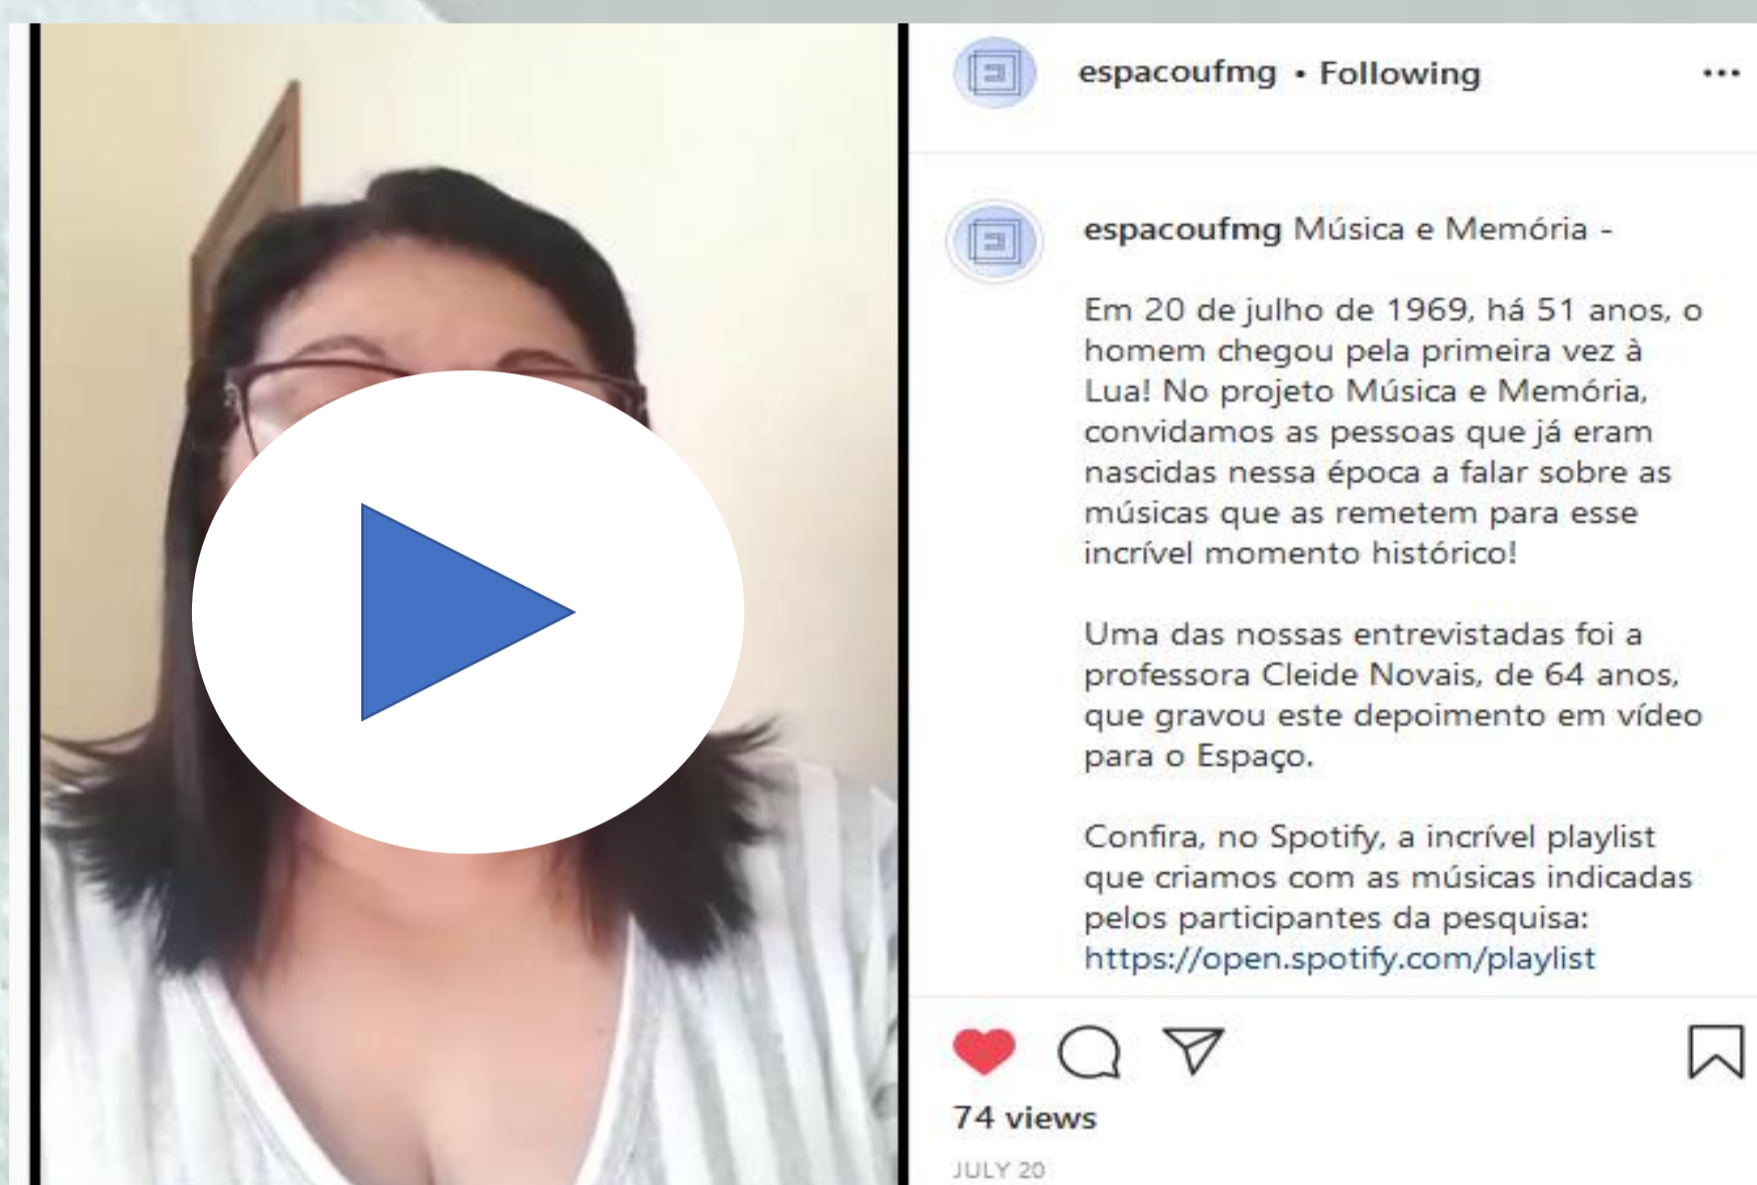 espacoufmg • Following
espacoufmg Música e Memória -
Em 20 de julho de 1969, há 51 anos, o
homem chegou pela primeira vez à
Lua! No projeto Música e Memória,
convidamos as pessoas que já eram
nascidas nessa época a falar sobre as
músicas que as remetem para esse
incrível momento histórico!
Uma das nossas entrevistadas foi a
professora Cleide Novais, de 64 anos,
que gravou este depoimento em vídeo
para o Espaço.
Confira, no Spotify, a incrível playlist
que criamos com as músicas indicadas
pelos participantes da pesquisa:
https://open.spotify.com/playlist
74 views
JULY 20